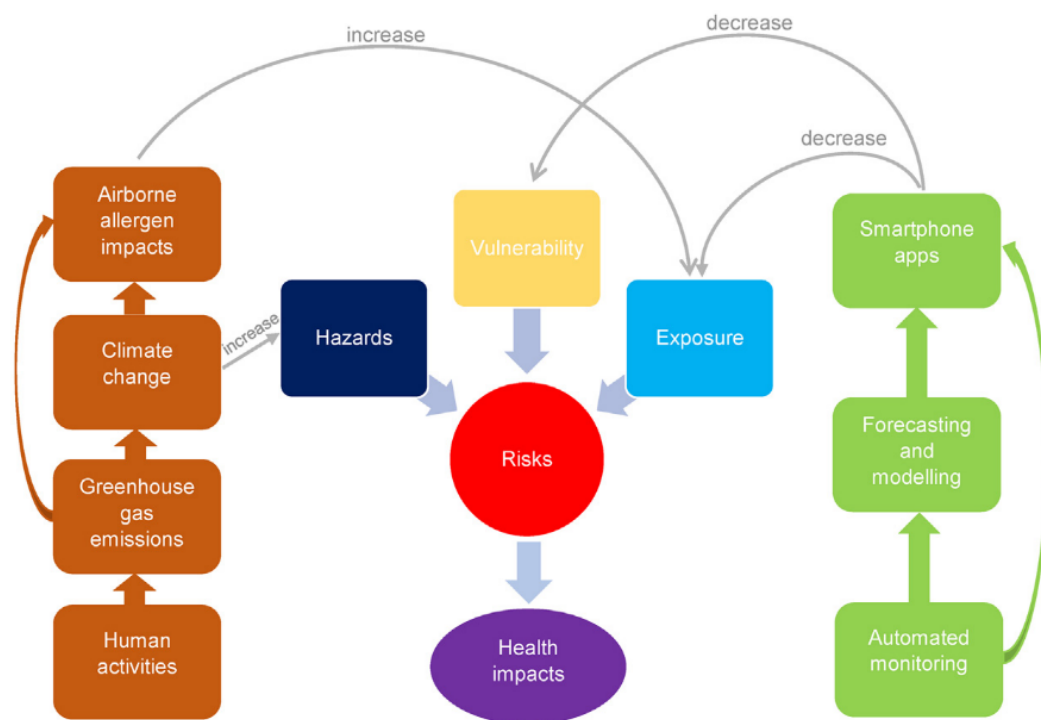 increase
decrease
decrease
Airborne
allergen
impacts
Climate
change
increase
Greenhouse
gas
emissions
Human
activities
Hazards
Vulnerability
Exposure
Risks
Health
impacts
Smartphone
apps
Forecasting
and
modelling
Automated
monitoring